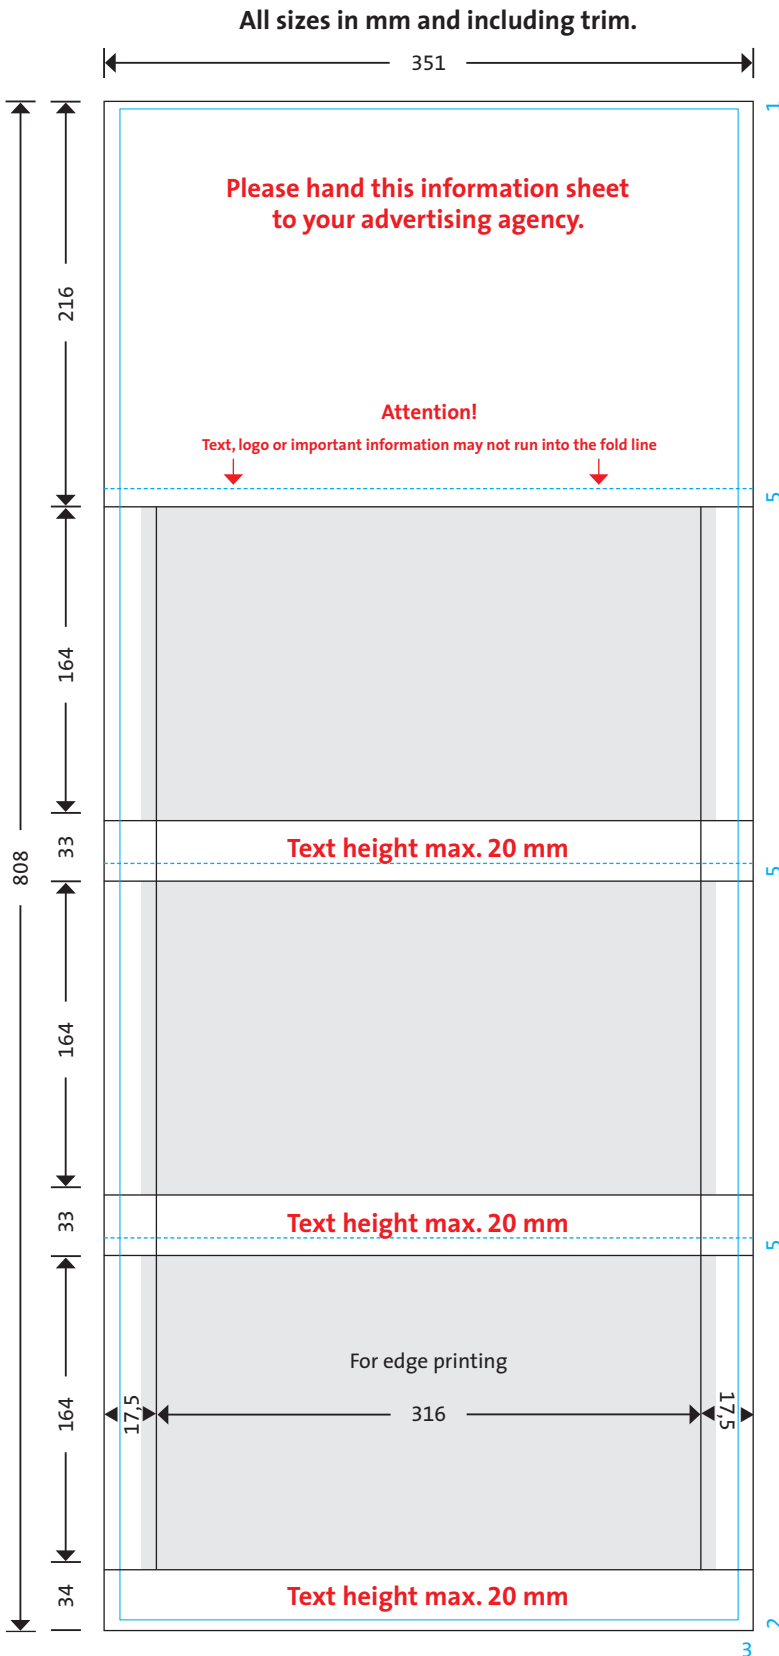 All sizes in mm and including trim.
351
1
Please hand this information sheet
to your advertising agency.
216
Attention!
Text, logo or important information may not run into the fold line
5
164
808
33
Text height max. 20 mm
5
164
33
Text height max. 20 mm
5
For edge printing
164
17,5
316
17,5
34
Text height max. 20 mm
2
3